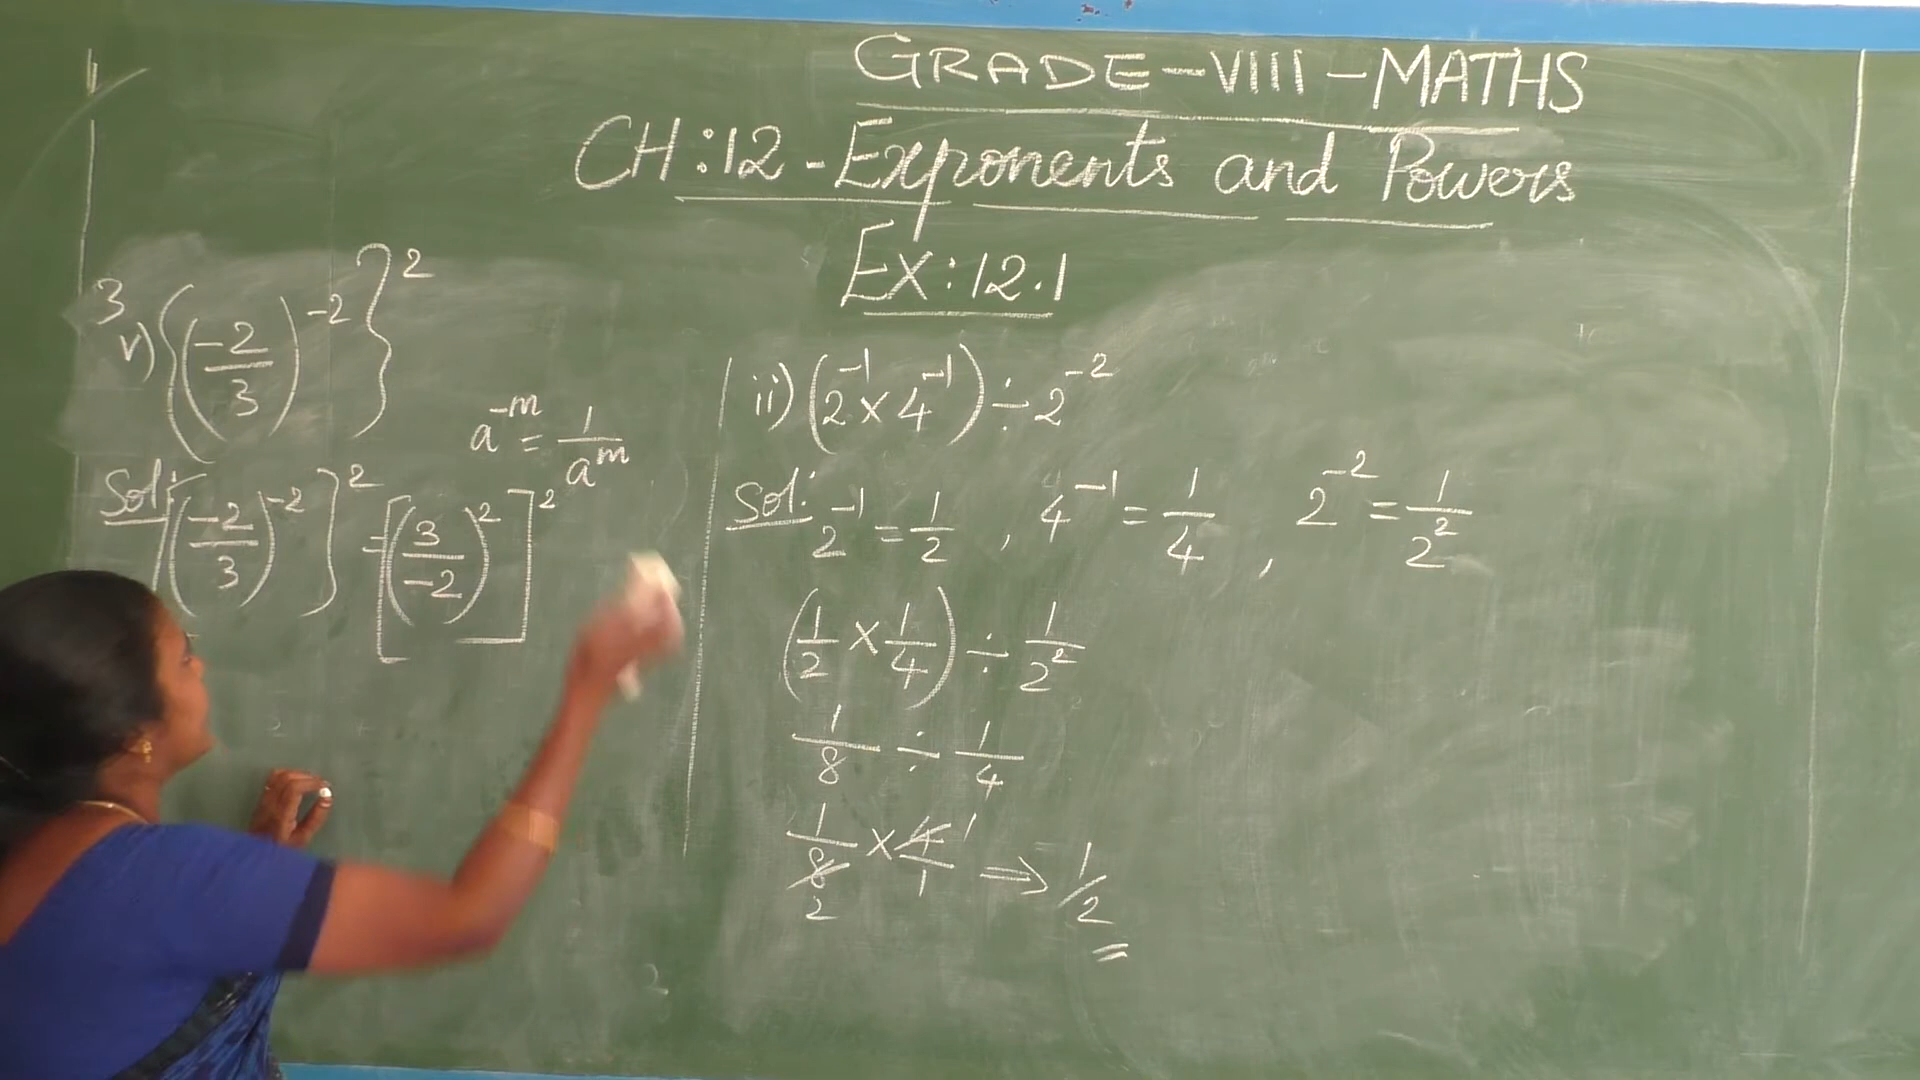 GRADE-VIII-MATHS
CH:12-Exponents and Powers
EX:12.1
3
v) {(-2/3)^-2}^2
a^-m = 1/a^m
Sol: [(-2/3)^-2]^2 = [(3/-2)^2]^2
ii) (2^-1 × 4^-1) ÷ 2^-2
Sol: 2^-1 = 1/2 , 4^-1 = 1/4 , 2^-2 = 1/2^2
(1/2 × 1/4) ÷ 1/2^2
1/8 ÷ 1/4
1/8 2 × 4 1/1 ⇒ 1/2